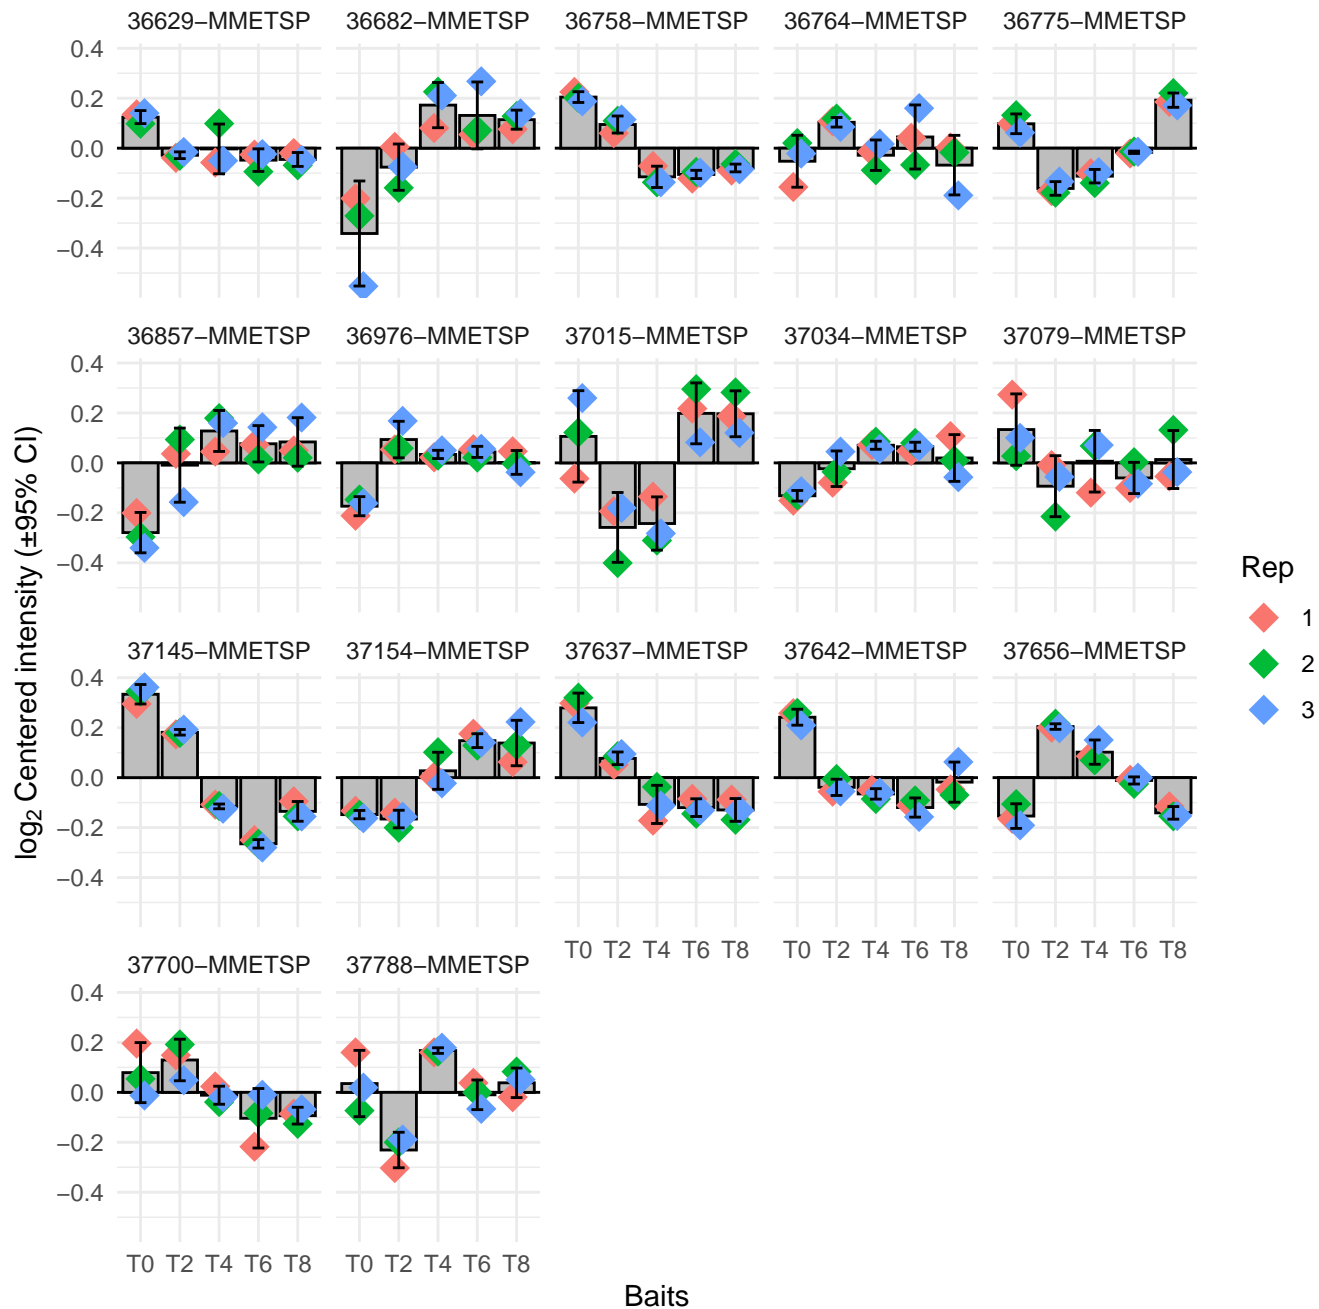 36629−MMETSP 36682−MMETSP 36758−MMETSP 36764−MMETSP 36775−MMETSP
0.4
0.2
0.0
−0.2
−0.4
36857−MMETSP 36976−MMETSP 37015−MMETSP 37034−MMETSP 37079−MMETSP
0.4
0.2
0.0
−0.2
−0.4
37145−MMETSP 37154−MMETSP 37637−MMETSP 37642−MMETSP 37656−MMETSP
0.4
0.2
0.0
−0.2
−0.4
T0 T2 T4 T6 T8 T0 T2 T4 T6 T8 T0 T2 T4 T6 T8
37700−MMETSP 37788−MMETSP
0.4
0.2
0.0
−0.2
−0.4
T0 T2 T4 T6 T8 T0 T2 T4 T6 T8
Baits
log2 Centered intensity (±95% CI)
Rep
1
2
3